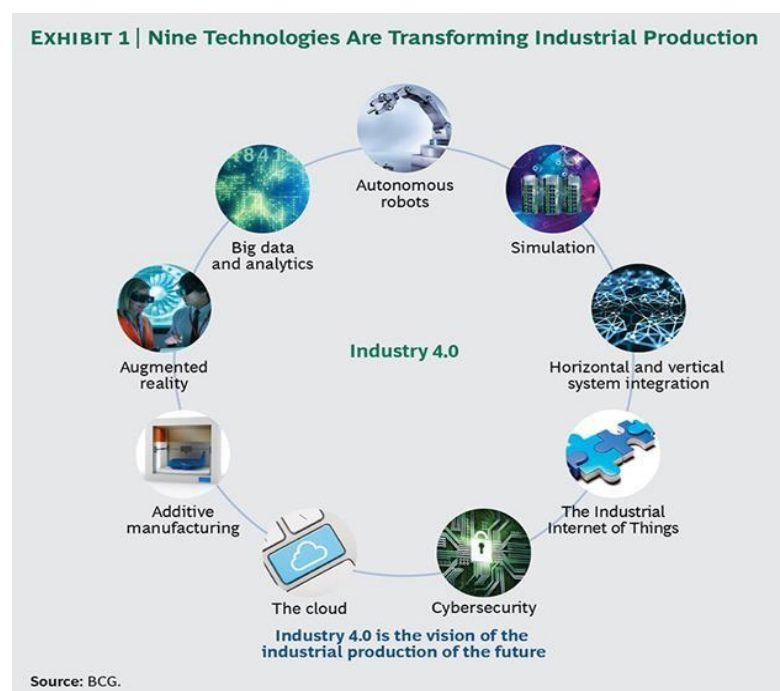 EXHIBIT 1 | Nine Technologies Are Transforming Industrial Production
Autonomous
robots
Simulation
Horizontal and vertical
system integration
The Industrial
Internet of Things
Cybersecurity
The cloud
Additive
manufacturing
Augmented
reality
Big data
and analytics
Industry 4.0
Industry 4.0 is the vision of the
industrial production of the future
Source: BCG.